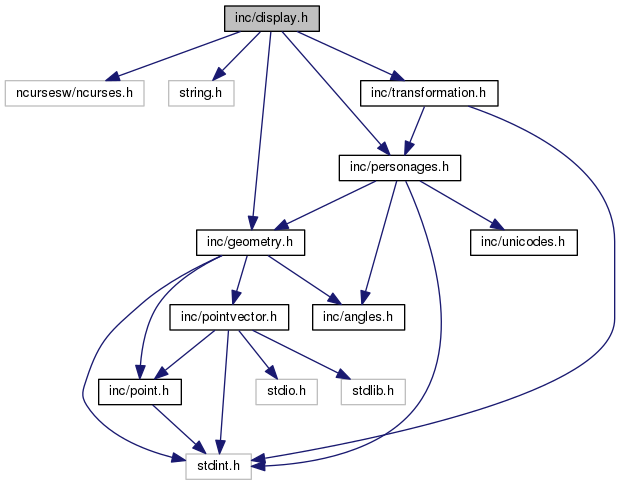 inc/display.h
ncursesw/ncurses.h
string.h
inc/transformation.h
inc/personages.h
inc/geometry.h
inc/unicodes.h
inc/pointvector.h
inc/angles.h
inc/point.h
stdio.h
stdlib.h
stdint.h